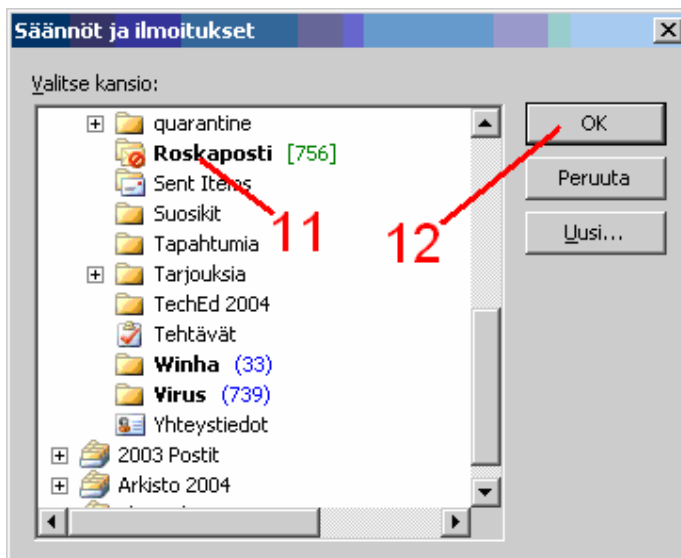 Säännöt ja ilmoitukset
Valitse kansio:
quarantine
Roskaposti [756]
Sent Items
Suosikit
Tapahtumia
Tarjouksia
TechEd 2004
Tehtävät
Winha (33)
Virus (739)
Yhteystiedot
2003 Postit
Arkisto 2004
OK
Peruuta
Uusi...
11
12